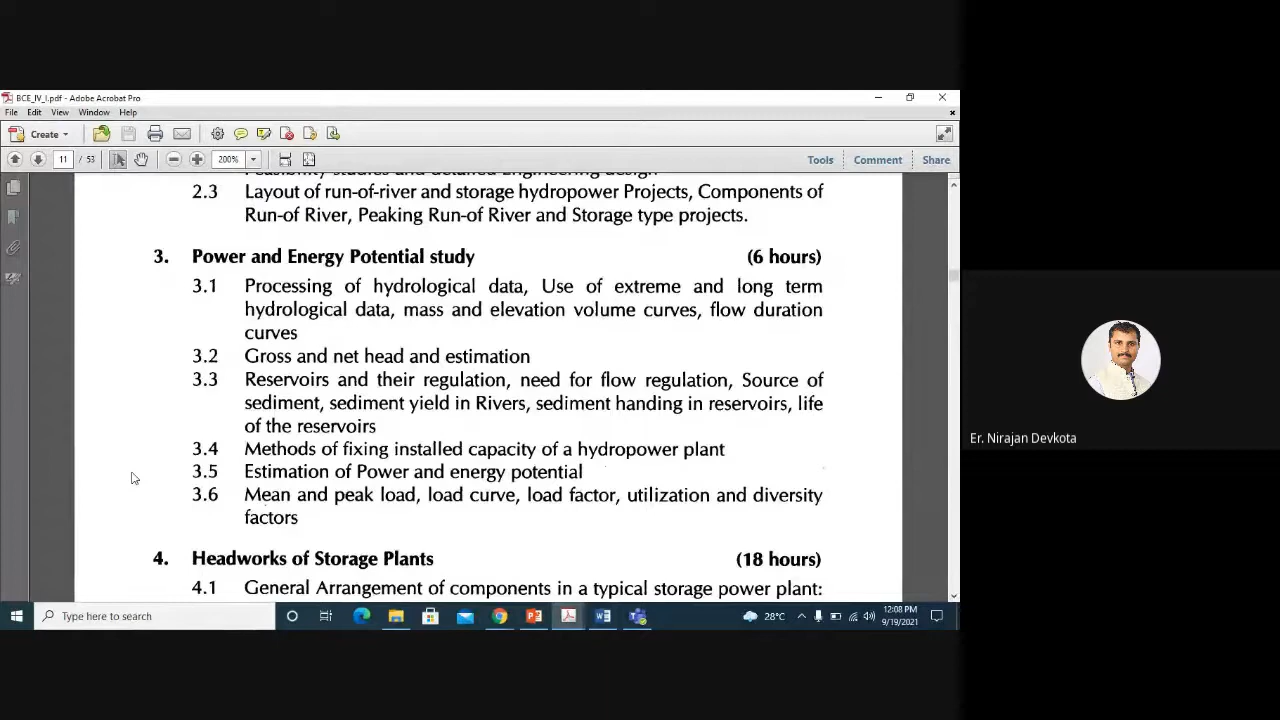 BCE_IV_I.pdf - Adobe Acrobat Pro
File Edit View Window Help
Create
11 / 53 200% Tools Comment Share
Feasibility studies and detailed Engineering design
2.3 Layout of run-of-river and storage hydropower Projects, Components of
Run-of River, Peaking Run-of River and Storage type projects.
3. Power and Energy Potential study (6 hours)
3.1 Processing of hydrological data, Use of extreme and long term
hydrological data, mass and elevation volume curves, flow duration
curves
3.2 Gross and net head and estimation
3.3 Reservoirs and their regulation, need for flow regulation, Source of
sediment, sediment yield in Rivers, sediment handing in reservoirs, life
of the reservoirs
3.4 Methods of fixing installed capacity of a hydropower plant
3.5 Estimation of Power and energy potential
3.6 Mean and peak load, load curve, load factor, utilization and diversity
factors
4. Headworks of Storage Plants (18 hours)
4.1 General Arrangement of components in a typical storage power plant:
Er. Nirajan Devkota
Type here to search
28°C
12:08 PM
9/19/2021